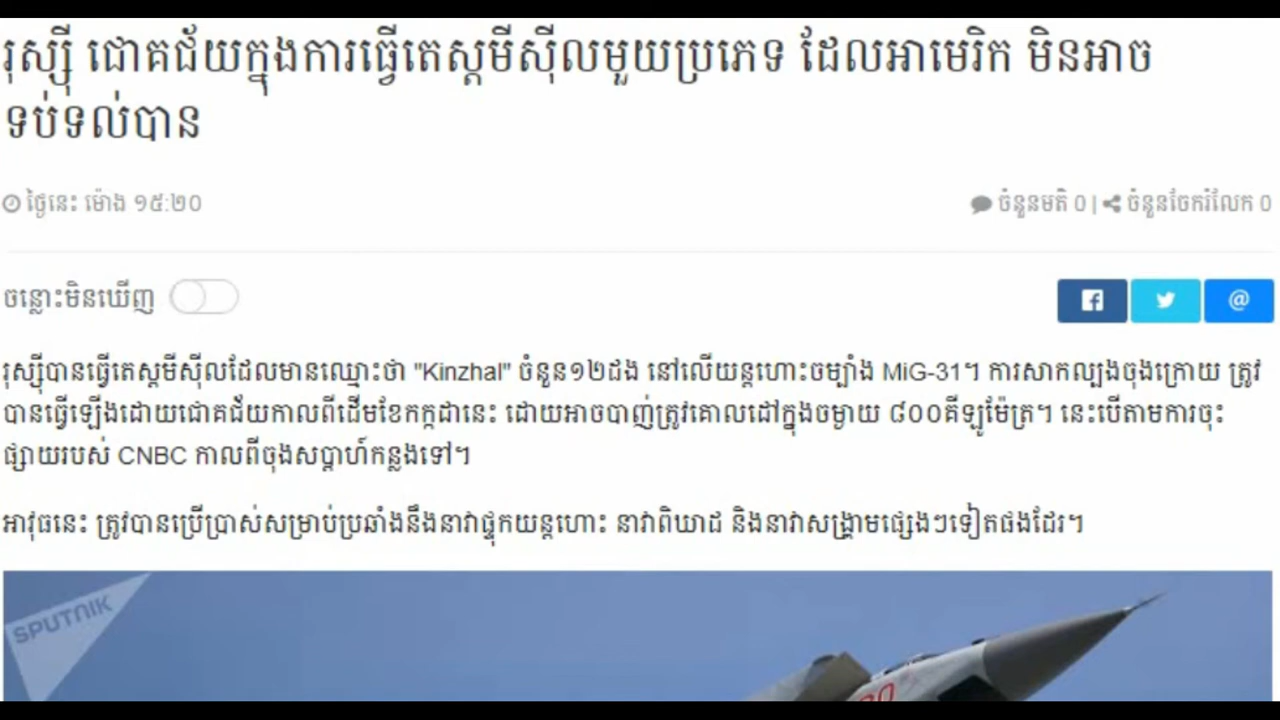 រុស្ស៊ី ជោគជ័យក្នុងការធ្វើតេស្តមីស៊ីលមួយប្រភេទ ដែលអាមេរិក មិនអាច
ទប់ទល់បាន
ថ្ងៃនេះ ម៉ោង ១៥:២០
ចំនួនមតិ 0 | ចំនួនចែករំលែក 0
ចន្លោះមិនឃើញ
រុស្ស៊ីបានធ្វើតេស្តមីស៊ីលដែលមានឈ្មោះថា "Kinzhal" ចំនួន១២ដង នៅលើយន្តហោះចម្បាំង MiG-31។ ការសាកល្បងចុងក្រោយ ត្រូវ
បានធ្វើឡើងដោយជោគជ័យកាលពីដើមខែកក្កដានេះ ដោយអាចបាញ់ត្រូវគោលដៅក្នុងចម្ងាយ ៨០០គីឡូម៉ែត្រ។ នេះបើតាមការចុះ
ផ្សាយរបស់ CNBC កាលពីចុងសប្តាហ៍កន្លងទៅ។
អាវុធនេះ ត្រូវបានប្រើប្រាស់សម្រាប់ប្រឆាំងនឹងនាវាផ្ទុកយន្តហោះ នាវាពិឃាដ និងនាវាសង្គ្រាមផ្សេងៗទៀតផងដែរ។
SPUTNIK